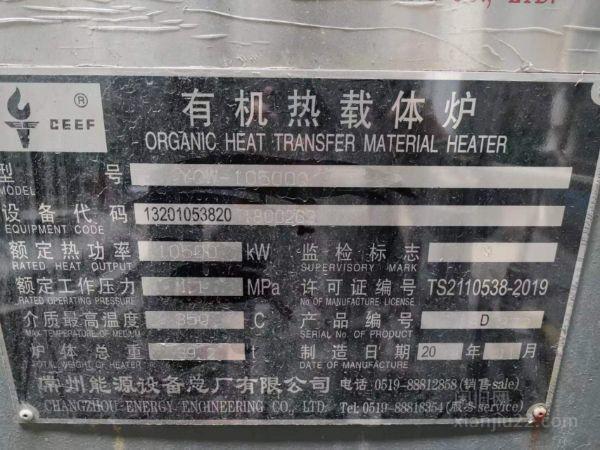 CEEF ®
有机热载体炉
ORGANIC HEAT TRANSFER MATERIAL HEATER
型 号
MODEL
设备代码 13201053820
EQUIPMENT CODE
额定热功率 kW 监检标志
RATED HEAT OUTPUT SUPERVISORY MARK
额定工作压力 MPa 许可证编号 TS2110538-2019
RATED OPERATING PRESSURE No OF MANUFACTURE LICENSE
介质最高温度 350 C 产品编号 D
MAX TEMPERATURE OF MEDIUM SERIAL No OF PRODUCT
炉体总重 t 制造日期 20 年 月
TOTAL WEIGHT OF HEATER DATE OF MANUFACTURE
常州能源设备总厂有限公司 电话 0519-88812858 (销售sale)
CHANGZHOU-ENERGY-ENGINEERING CO., LTD. Tel: 0519-88818354 (服务service)
xianjiu22.com